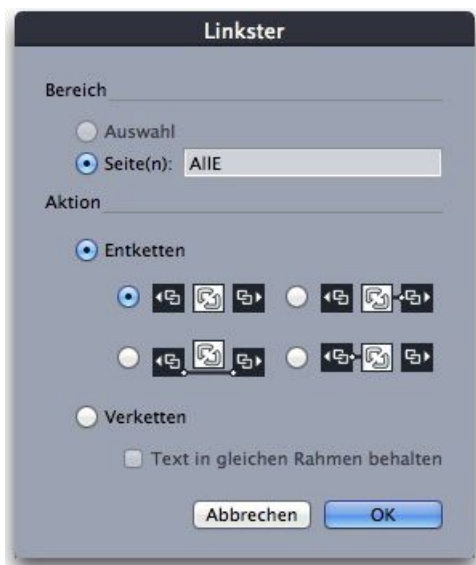 Linkster
Bereich
Auswahl
Seite(n): AllE
Aktion
Entketten
Verketten
Text in gleichen Rahmen behalten
Abbrechen OK